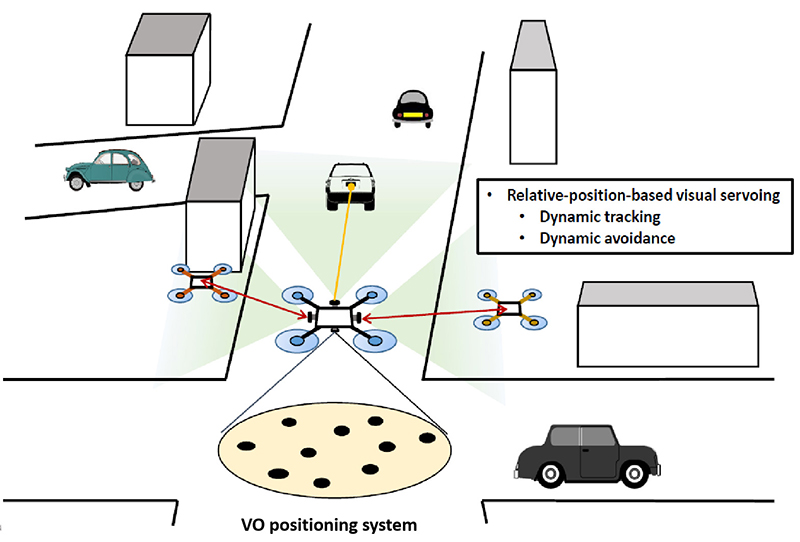 • Relative-position-based visual servoing
• Dynamic tracking
• Dynamic avoidance
VO positioning system